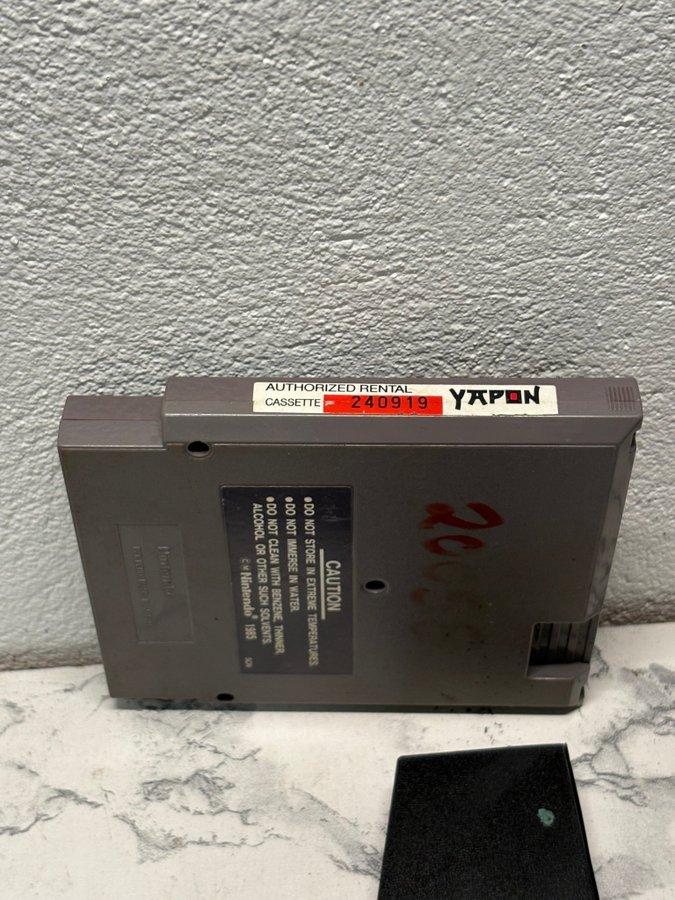 AUTHORIZED RENTAL
CASSETTE 240919
YAPON
CAUTION
●DO NOT STORE IN EXTREME TEMPERATURES.
●DO NOT IMMERSE IN WATER.
●DO NOT CLEAN WITH BENZENE, THINNER,
ALCOHOL OR OTHER SUCH SOLVENTS.
Nintendo® 1985